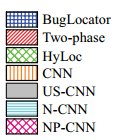 BugLocator
Two-phase
HyLoc
CNN
US-CNN
N-CNN
NP-CNN